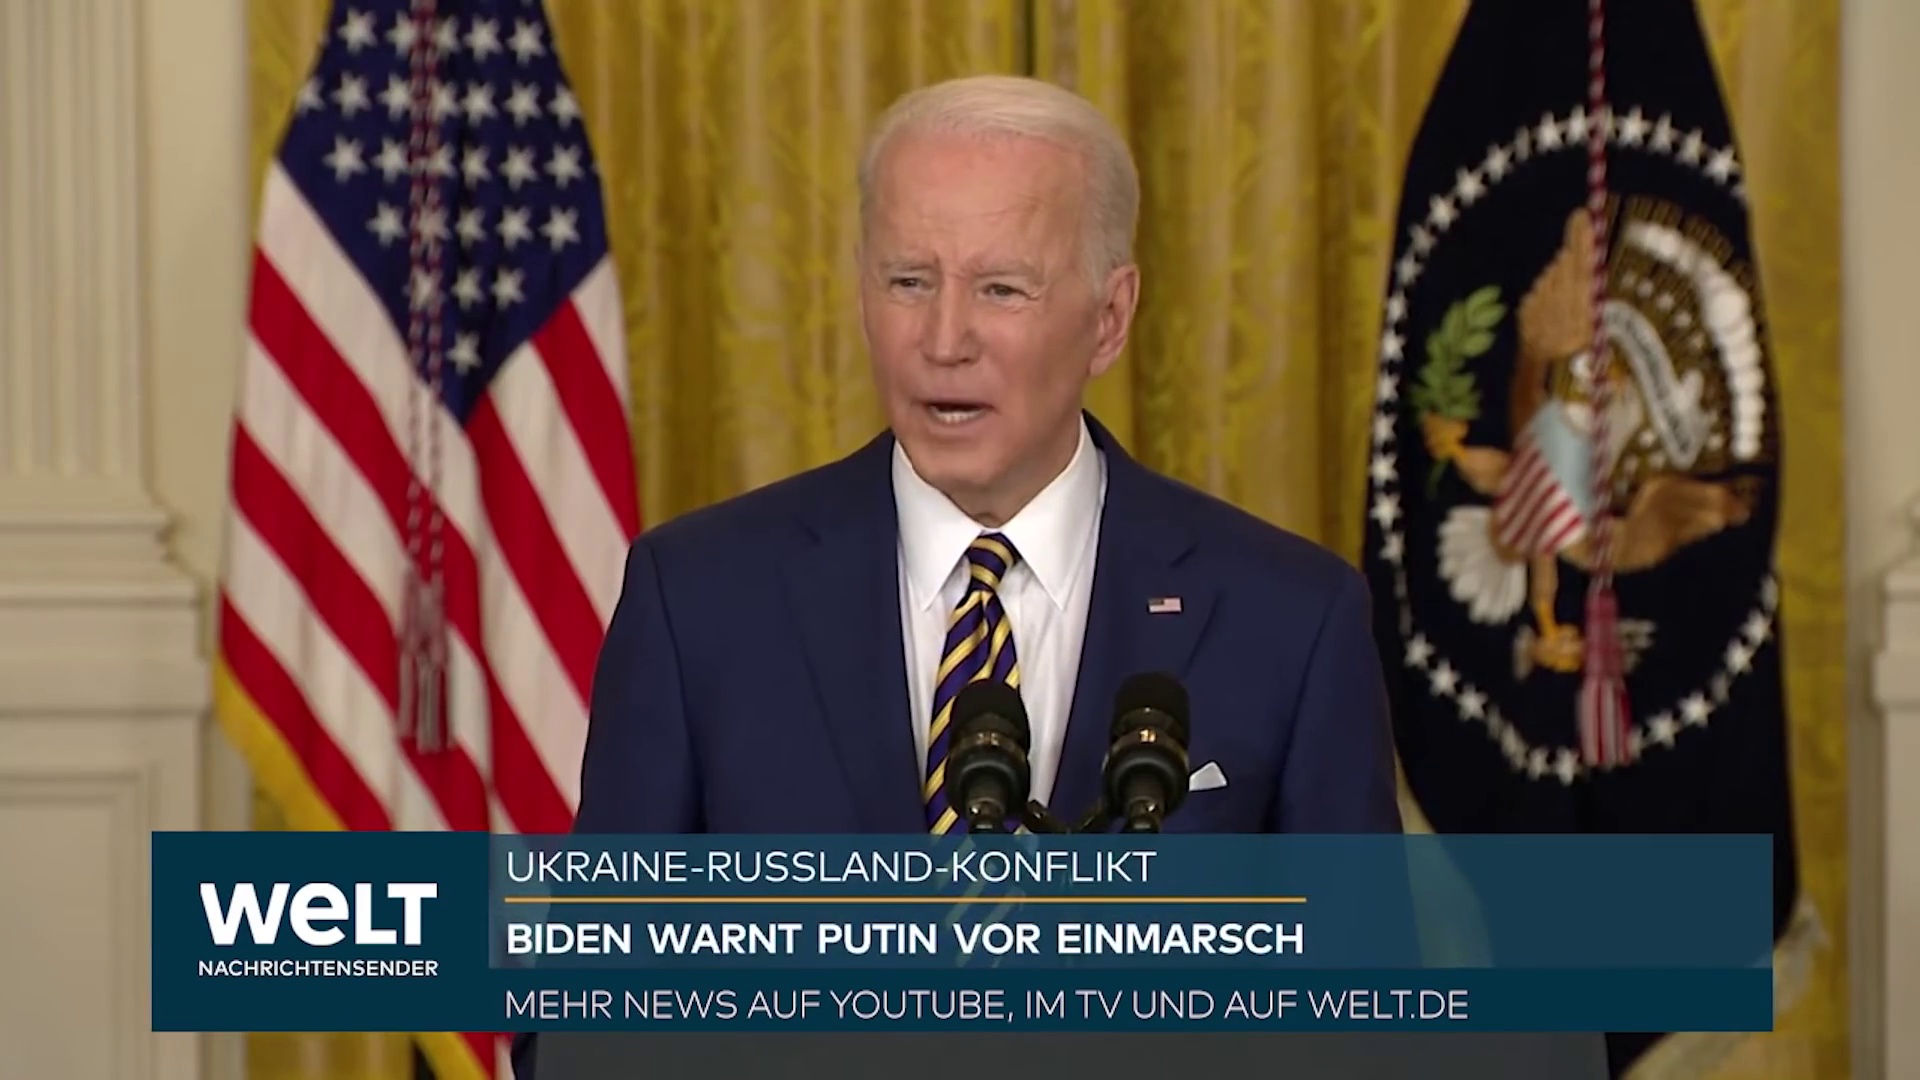 UKRAINE-RUSSLAND-KONFLIKT
BIDEN WARNT PUTIN VOR EINMARSCH
WELT
NACHRICHTENSENDER
MEHR NEWS AUF YOUTUBE, IM TV UND AUF WELT.DE